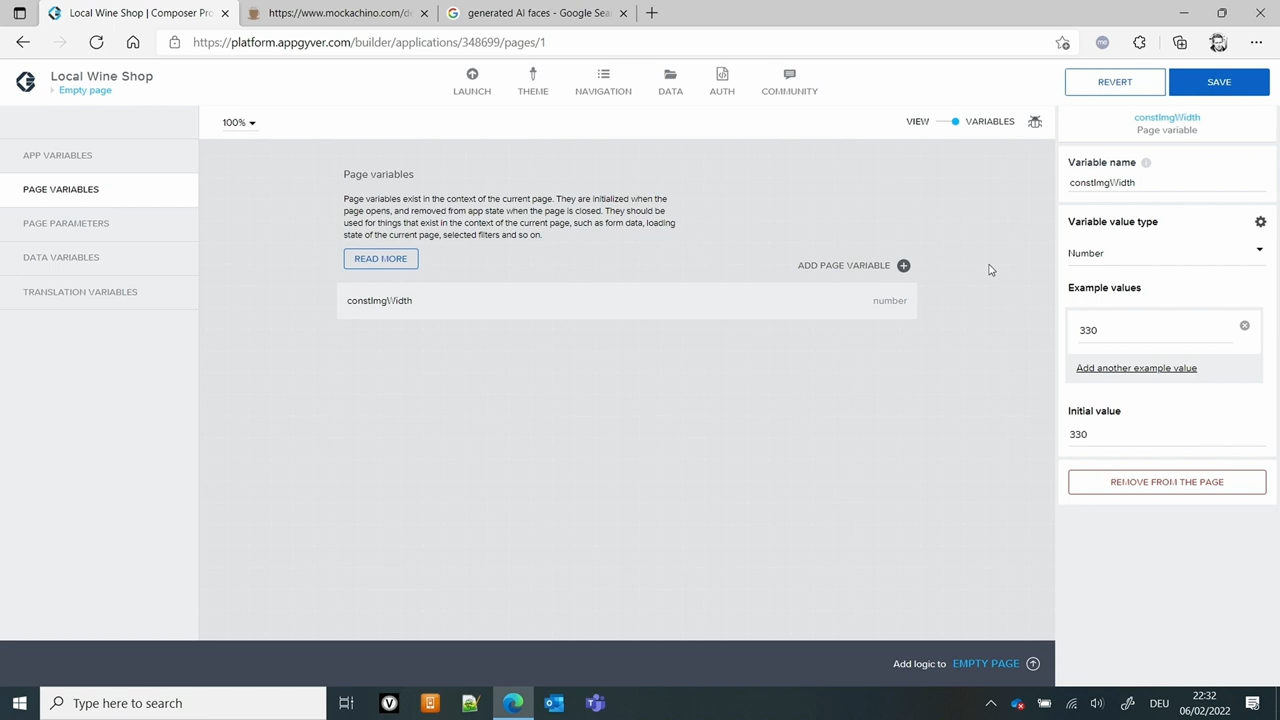 Local Wine Shop | Composer Pro
https://www.mockachino.com/de
generated AI faces - Google Sea
https://platform.appgyver.com/builder/applications/348699/pages/1
Local Wine Shop
Empty page
LAUNCH
THEME
NAVIGATION
DATA
AUTH
COMMUNITY
REVERT
SAVE
100%
VIEW
VARIABLES
APP VARIABLES
PAGE VARIABLES
PAGE PARAMETERS
DATA VARIABLES
TRANSLATION VARIABLES
Page variables
Page variables exist in the context of the current page. They are initialized when the
page opens, and removed from app state when the page is closed. They should be
used for things that exist in the context of the current page, such as form data, loading
state of the current page, selected filters and so on.
READ MORE
ADD PAGE VARIABLE
constImgWidth
number
constImgWidth
Page variable
Variable name
constImgWidth
Variable value type
Number
Example values
330
Add another example value
Initial value
330
REMOVE FROM THE PAGE
Add logic to EMPTY PAGE
Type here to search
DEU
22:32
06/02/2022